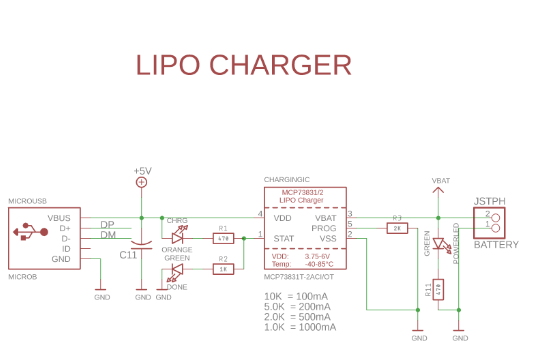 LIPO CHARGER
+5V
CHARGINGIC
VBAT
MICROUSB
MCP73831/2
LIPO Charger
JSTPH
VBUS
D+
D-
ID
GND
DP
DM
CHRG
ORANGE
GREEN
DONE
R1
470
R2
1K
4
1
VDD
STAT
VBAT
PROG
VSS
3
5
2
R3
2K
GREEN
POWERLED
2
1
BATTERY
C11
VDD: 3.75-6V
Temp: -40-85°C
MICROB
MCP73831T-2ACI/OT
R11
470
GND
GND
GND
10K = 100mA
5.0K = 200mA
2.0K = 500mA
1.0K = 1000mA
GND
GND